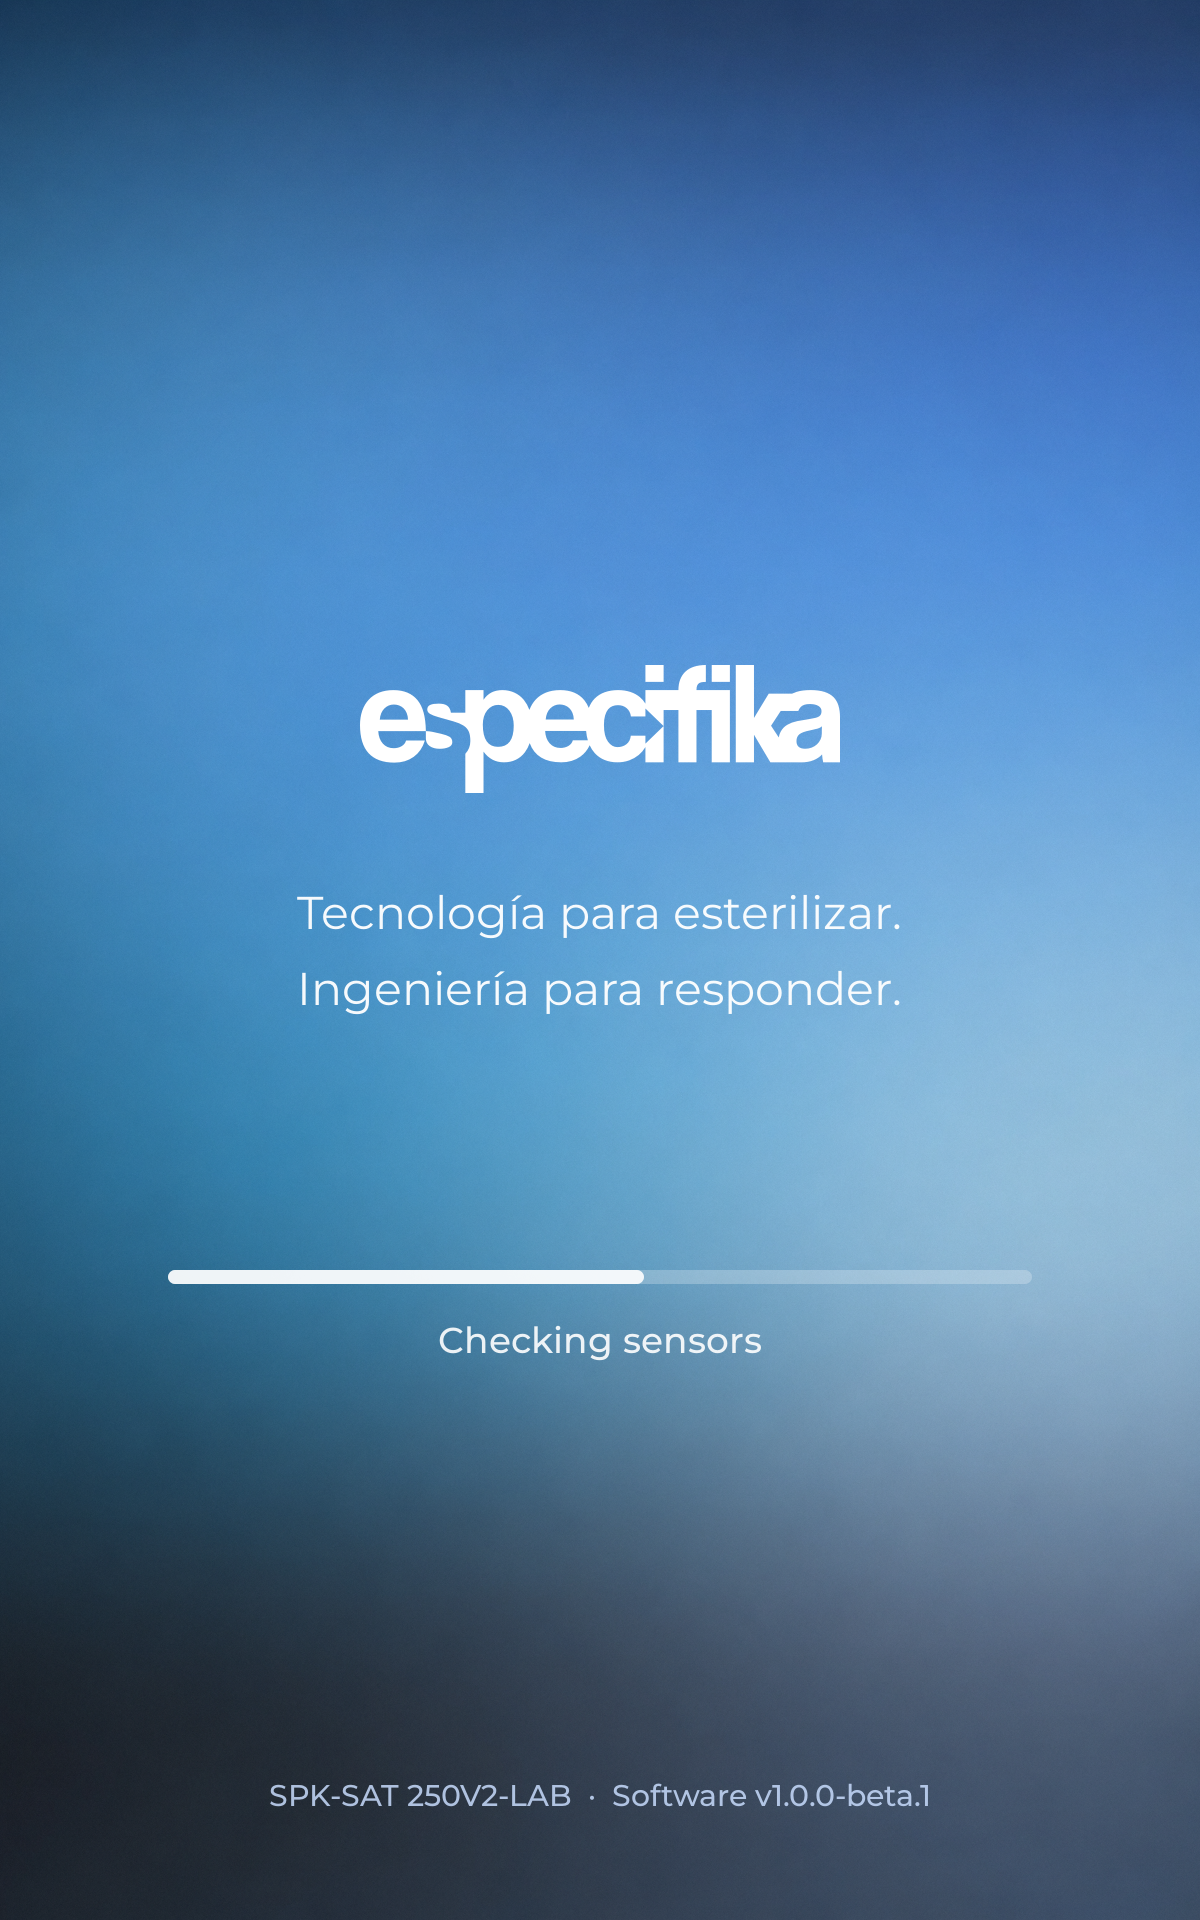 especifika
Tecnología para esterilizar.
Ingeniería para responder.
Checking sensors
SPK-SAT 250V2-LAB · Software v1.0.0-beta.1